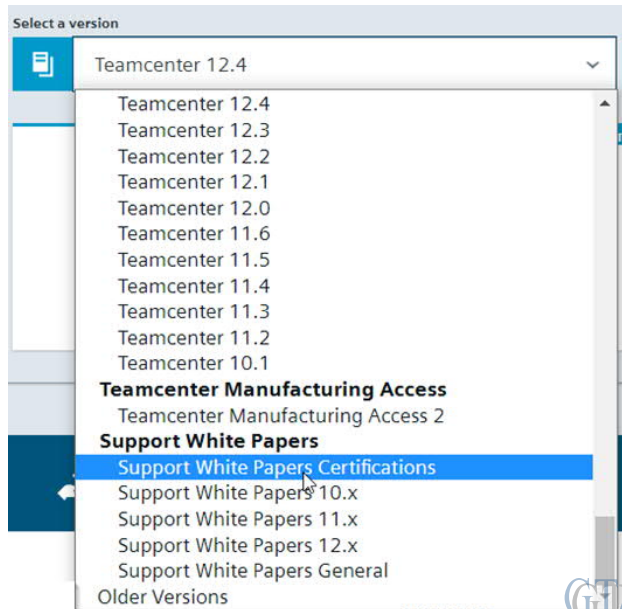 Select a version
Teamcenter 12.4
Teamcenter 12.4
Teamcenter 12.3
Teamcenter 12.2
Teamcenter 12.1
Teamcenter 12.0
Teamcenter 11.6
Teamcenter 11.5
Teamcenter 11.4
Teamcenter 11.3
Teamcenter 11.2
Teamcenter 10.1
Teamcenter Manufacturing Access
Teamcenter Manufacturing Access 2
Support White Papers
Support White Papers Certifications
Support White Papers 10.x
Support White Papers 11.x
Support White Papers 12.x
Support White Papers General
Older Versions